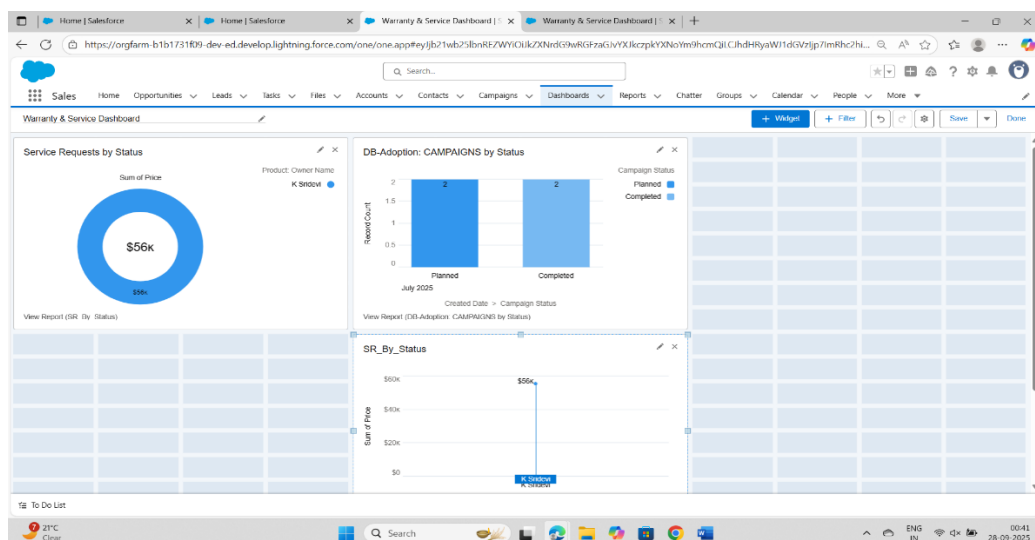 Home | Salesforce
Home | Salesforce
Warranty & Service Dashboard | S
Warranty & Service Dashboard | S
Search...
Sales
Home
Opportunities
Leads
Tasks
Files
Accounts
Contacts
Campaigns
Dashboards
Reports
Chatter
Groups
Calendar
People
More
Warranty & Service Dashboard
+ Widget
+ Filter
Save
Done
Service Requests by Status
Sum of Price
Product: Owner Name
K Sridevi
$56K
$56K
View Report (SR_By_Status)
DB-Adoption: CAMPAIGNS by Status
Campaign Status
Planned
Completed
Record Count
2
1.5
1
0.5
0
2
2
Planned
Completed
July 2025
Created Date > Campaign Status
View Report (DB-Adoption: CAMPAIGNS by Status)
SR_By_Status
Sum of Price
$60K
$40K
$20K
$0
$56K
K Sridevi
K Sridevi
To Do List
7
21°C
Clear
Search
ENG
IN
00:41
28-09-2025